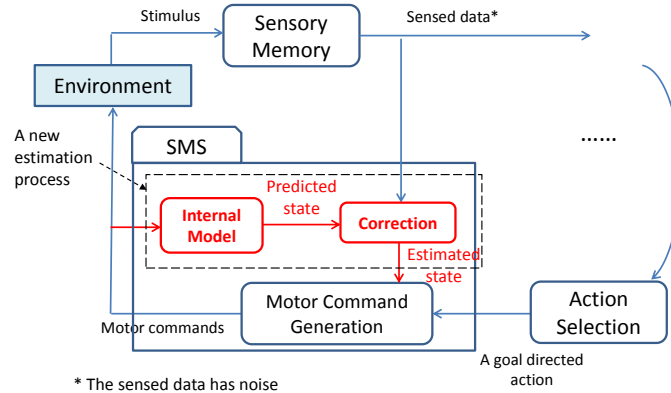 Stimulus
Sensory
Memory
Sensed data*
Environment
A new
estimation
process
SMS
......
Predicted
state
Internal
Model
Correction
Estimated
state
Motor Command
Generation
Action
Selection
Motor commands
A goal directed
action
* The sensed data has noise